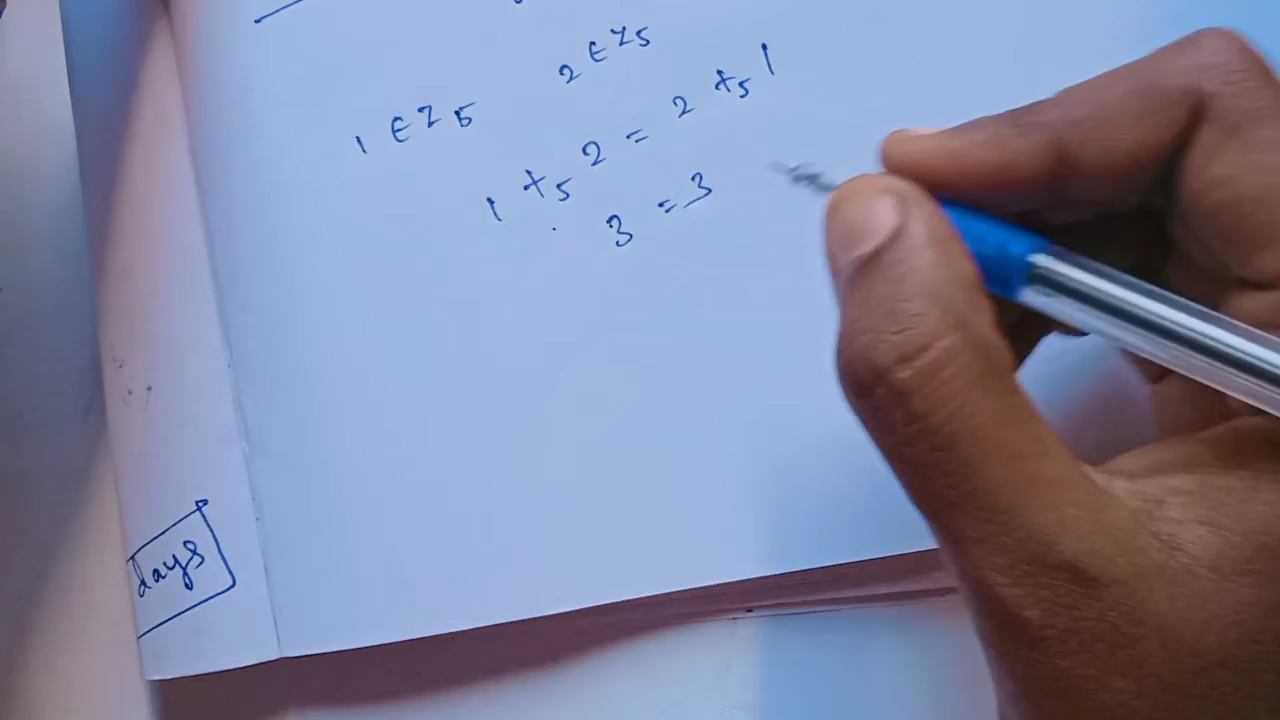 1 ∈ Z5 2 ∈ Z5
1 +5 2 = 2 +5 1
3 = 3
days